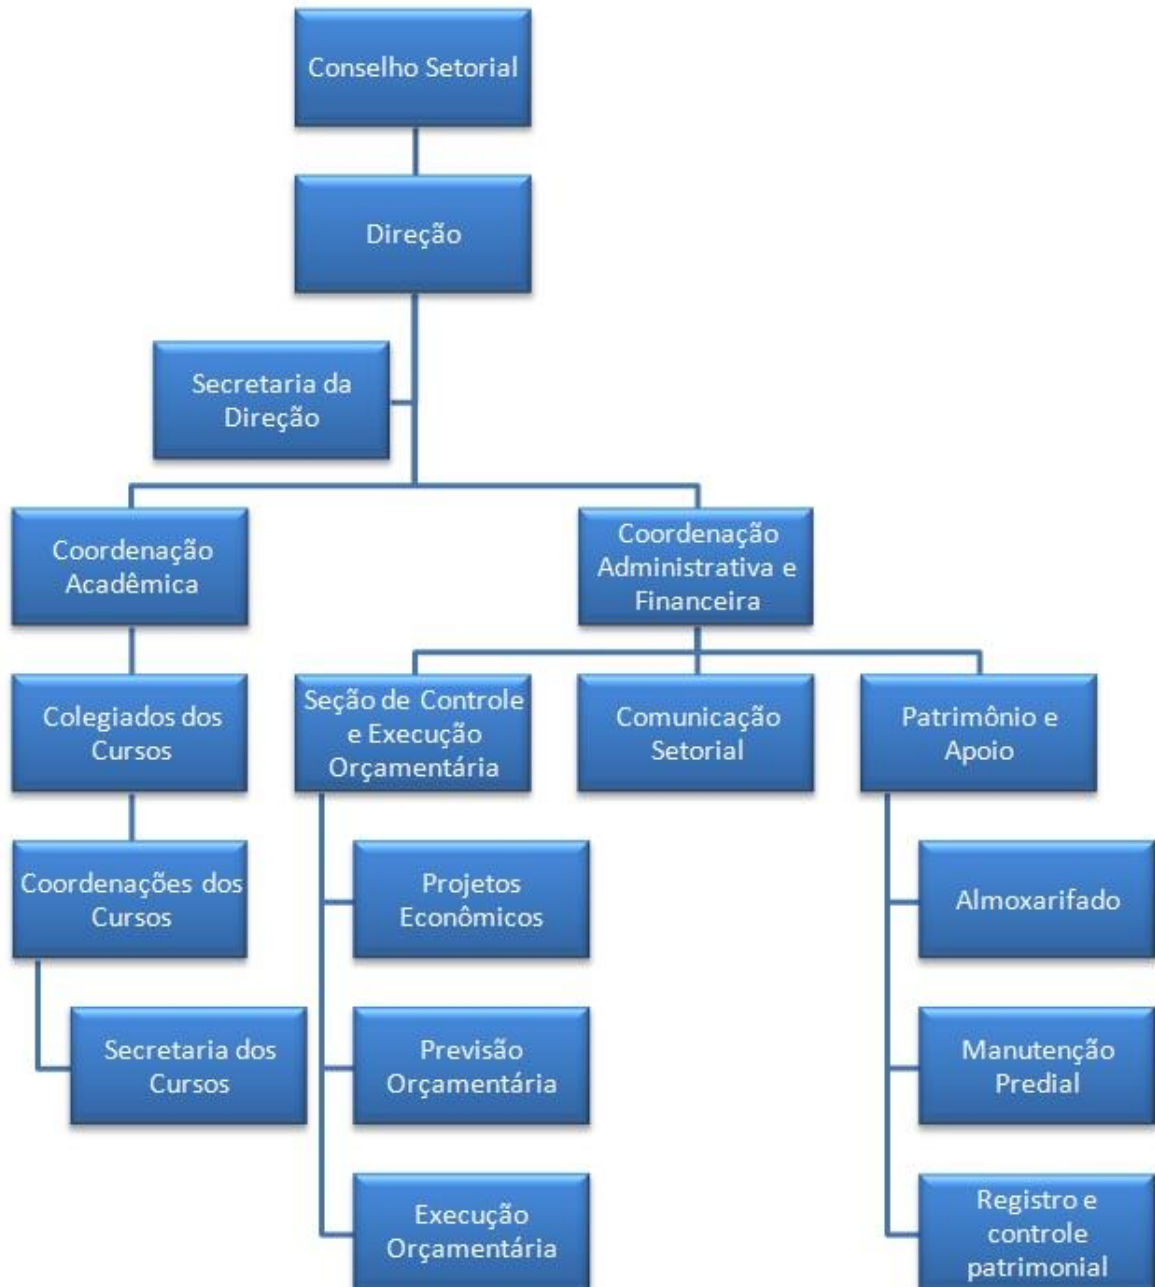 Conselho Setorial
Direção
Secretaria da
Direção
Coordenação
Acadêmica
Coordenação
Administrativa e
Financeira
Colegiados dos
Cursos
Seção de Controle
e Execução
Orçamentária
Comunicação
Setorial
Patrimônio e
Apoio
Coordenações dos
Cursos
Projetos
Econômicos
Almoxarifado
Secretaria dos
Cursos
Previsão
Orçamentária
Manutenção
Predial
Execução
Orçamentária
Registro e
controle
patrimonial